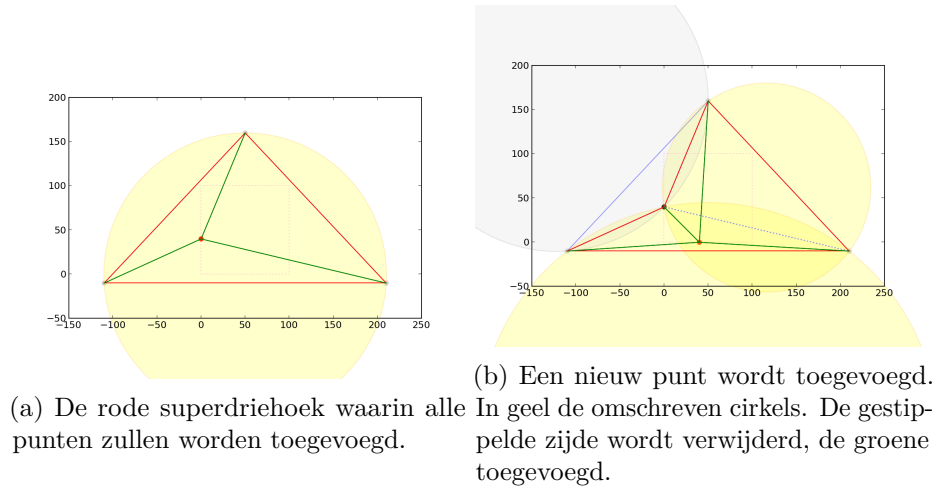 200
150
100
50
0
−50
−150 −100 −50 0 50 100 150 200 250
(a) De rode superdriehoek waarin alle
punten zullen worden toegevoegd.
200
150
100
50
0
−50
−150 −100 −50 0 50 100 150 200 250
(b) Een nieuw punt wordt toegevoegd.
In geel de omschreven cirkels. De gestip-
pelde zijde wordt verwijderd, de groene
toegevoegd.